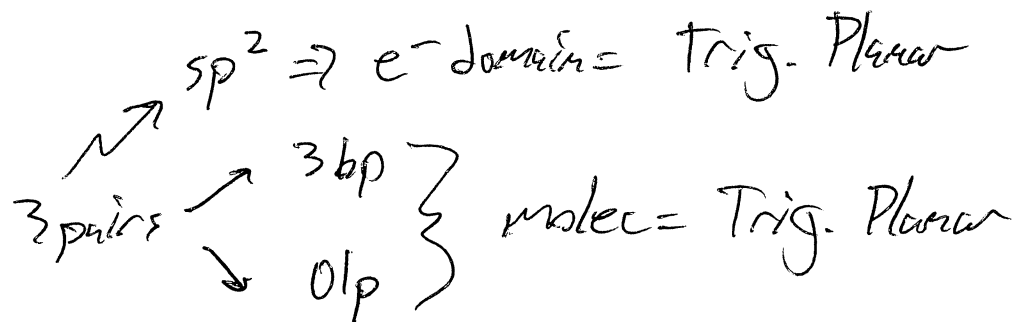 sp² ⇒ e⁻ domain = Trig. Planar
3 bp
3 pairs
molec = Trig. Planar
0 lp